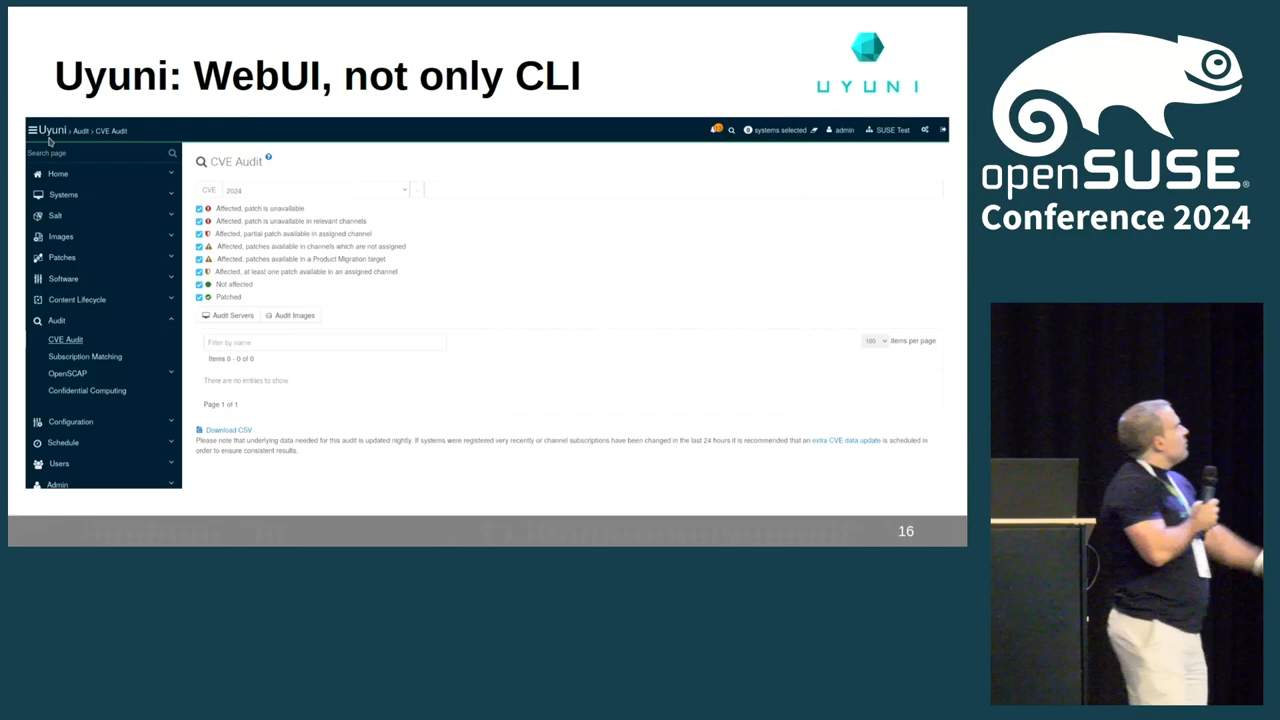 Uyuni: WebUI, not only CLI
UYUNI
Uyuni > Audit > CVE Audit
0 systems selected admin SUSE Test
Search page
Home
Systems
Salt
Images
Patches
Software
Content Lifecycle
Audit
CVE Audit
Subscription Matching
OpenSCAP
Confidential Computing
Configuration
Schedule
Users
Admin
CVE Audit
CVE 2024
Affected, patch is unavailable
Affected, patch is unavailable in relevant channels
Affected, partial patch available in assigned channel
Affected, patches available in channels which are not assigned
Affected, patches available in a Product Migration target
Affected, at least one patch available in an assigned channel
Not affected
Patched
Audit Servers Audit Images
Filter by name
100 items per page
Items 0 - 0 of 0
There are no entries to show.
Page 1 of 1
Download CSV
Please note that underlying data needed for this audit is updated nightly. If systems were registered very recently or channel subscriptions have been changed in the last 24 hours it is recommended that an extra CVE data update is scheduled in
order to ensure consistent results.
16
openSUSE®
Conference 2024